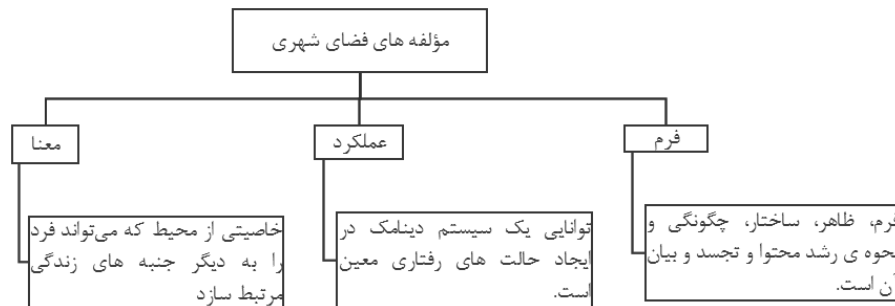 مؤلفه های فضای شهری
فرم
عملکرد
معنا
فرم، ظاهر، ساختار، چگونگی و
نحوه ی رشد محتوا و تجسد و بیان
آن است.
توانایی یک سیستم دینامک در
ایجاد حالت های رفتاری معین
است.
خاصیتی از محیط که می‌تواند فرد
را به دیگر جنبه های زندگی
مرتبط سازد